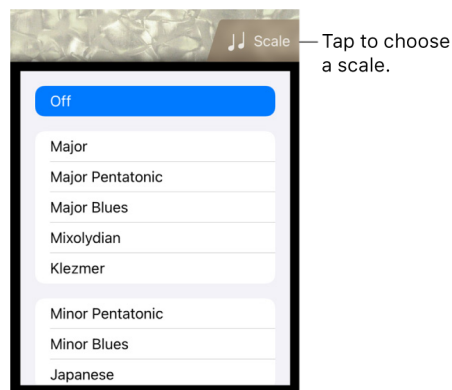 Scale
Tap to choose
a scale.
Off
Major
Major Pentatonic
Major Blues
Mixolydian
Klezmer
Minor Pentatonic
Minor Blues
Japanese